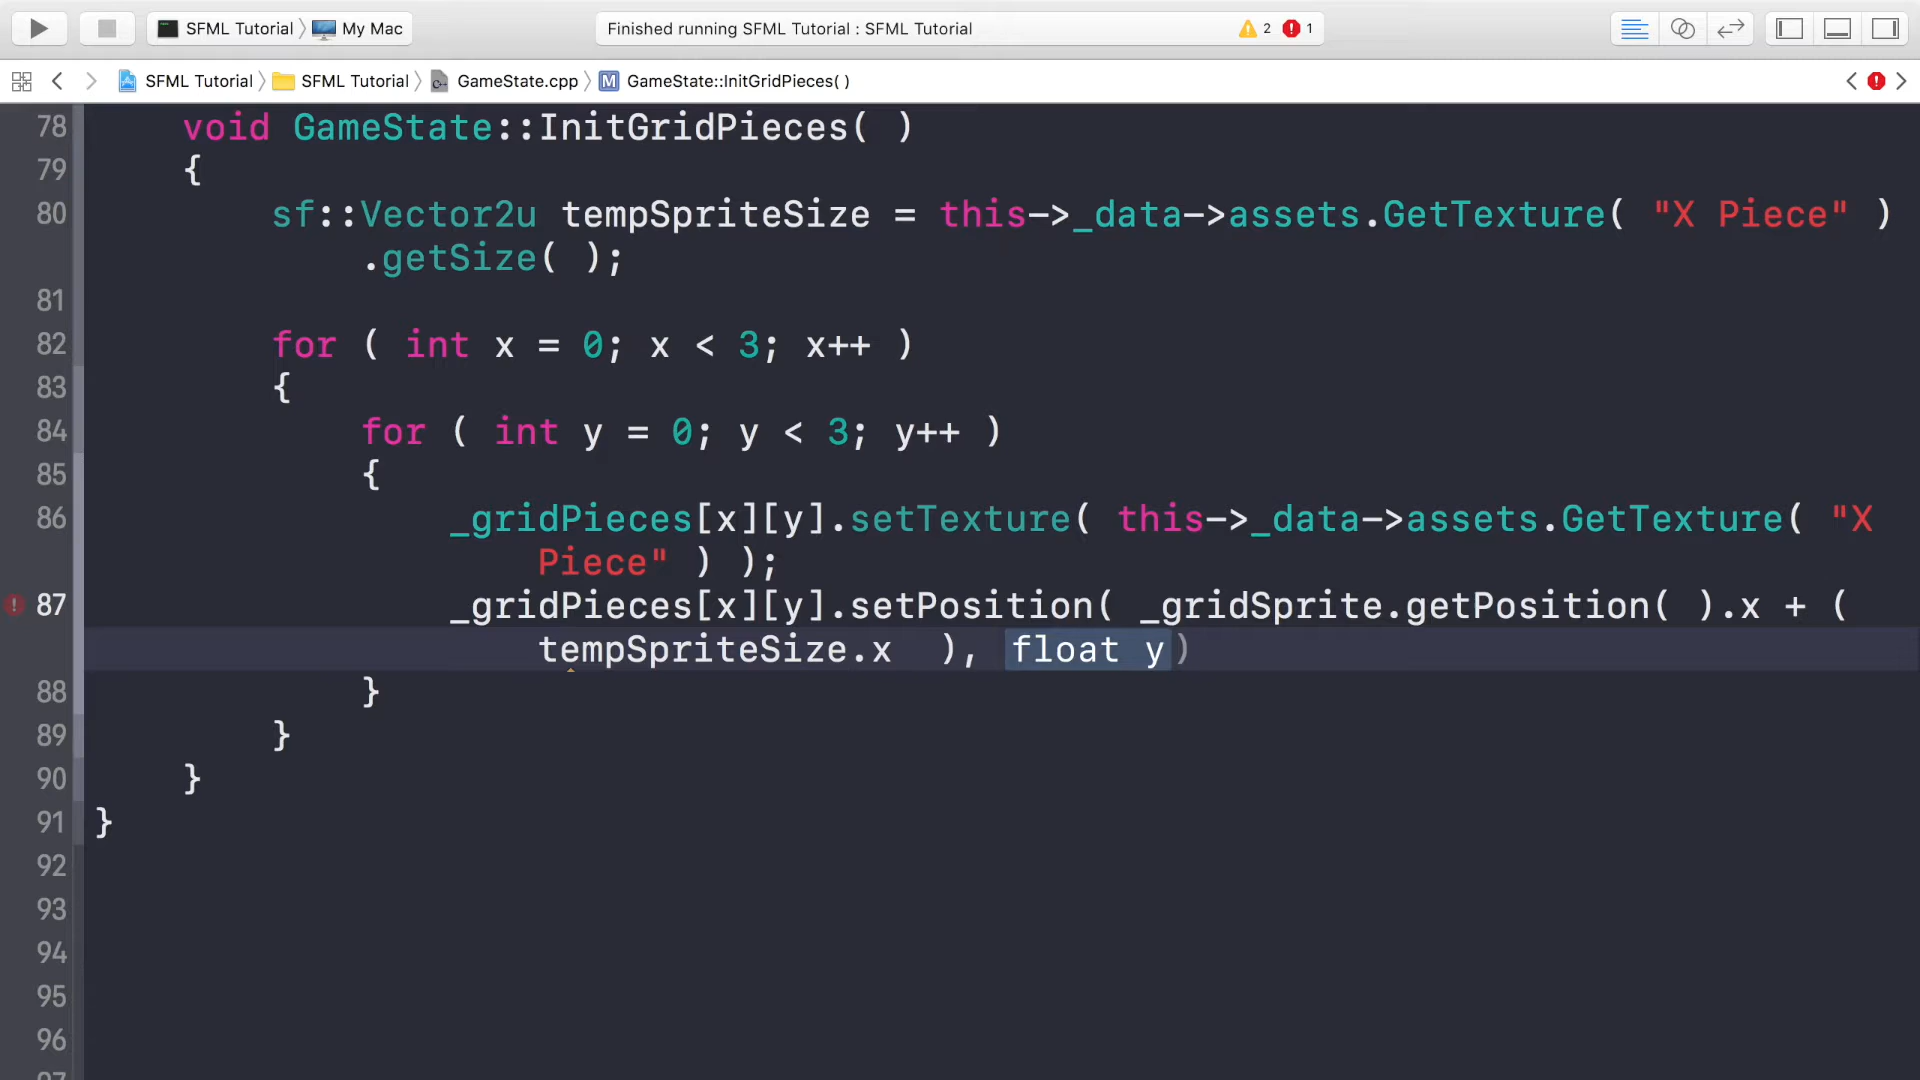 SFML Tutorial My Mac Finished running SFML Tutorial : SFML Tutorial 2 1
SFML Tutorial SFML Tutorial GameState.cpp M GameState::InitGridPieces( )
78 void GameState::InitGridPieces( )
79 {
80 sf::Vector2u tempSpriteSize = this->_data->assets.GetTexture( "X Piece" )
.getSize( );
81
82 for ( int x = 0; x < 3; x++ )
83 {
84 for ( int y = 0; y < 3; y++ )
85 {
86 _gridPieces[x][y].setTexture( this->_data->assets.GetTexture( "X
Piece" ) );
87 _gridPieces[x][y].setPosition( _gridSprite.getPosition( ).x + (
tempSpriteSize.x  ), float y)
88 }
89 }
90 }
91 }
92
93
94
95
96
97